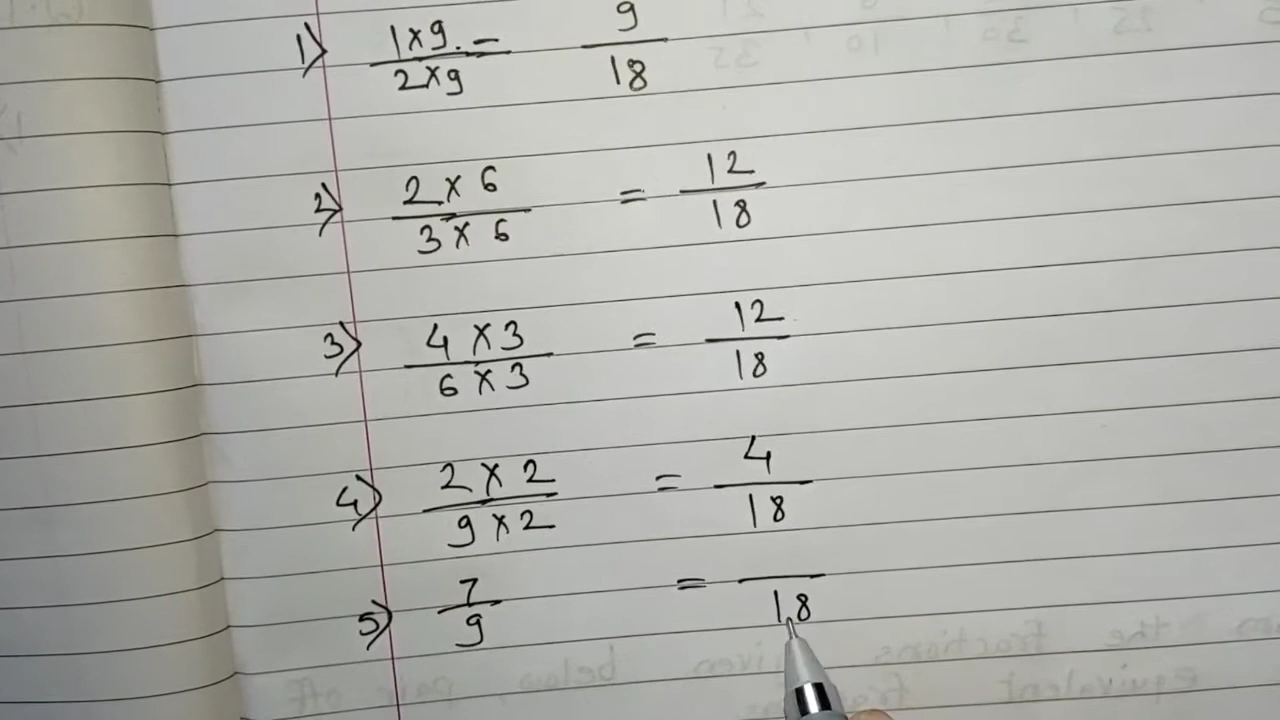 1) 1 x 9 = 9
2 x 9 18
2) 2 x 6 = 12
3 x 6 18
3) 4 x 3 = 12
6 x 3 18
4) 2 x 2 = 4
9 x 2 18
5) 7 =
9 18